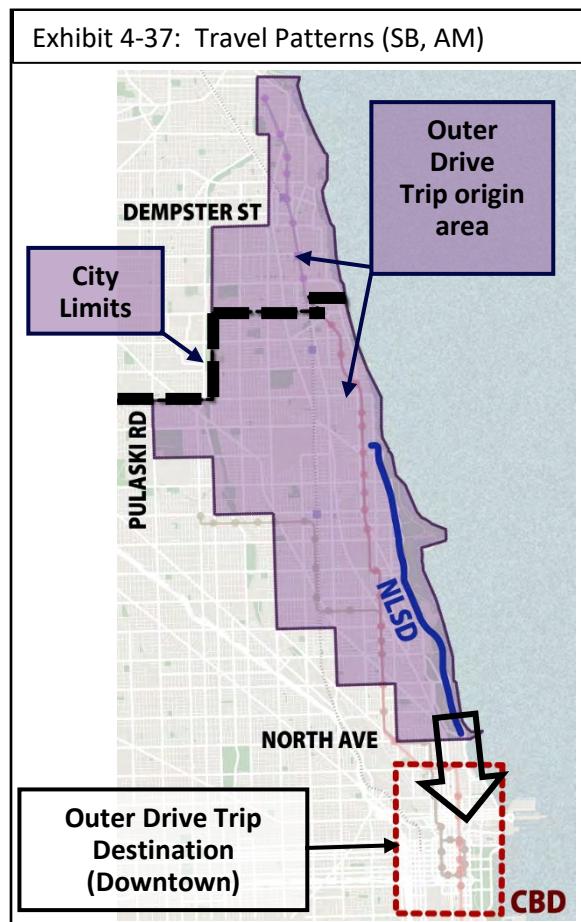 Exhibit 4-37:  Travel Patterns (SB, AM)
Outer
Drive
Trip origin
area
DEMPSTER ST
City
Limits
PULASKI RD
NLSD
NORTH AVE
Outer Drive Trip
Destination
(Downtown)
CBD